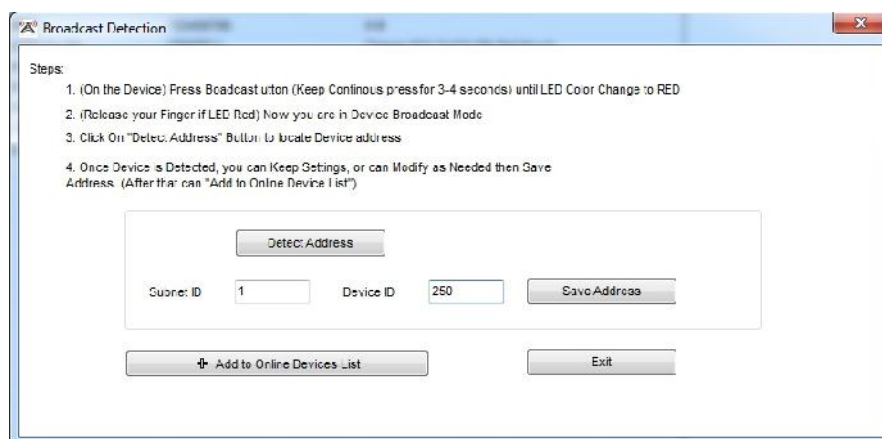 Broadcast Detection
Steps:
1. (On the Device) Press Boadcast utton (Keep Continous press for 3-4 seconds) until LED Color Change to RED
2. (Release your Finger if LED Red) Now you are in Device Broadcast Mode
3. Click On "Detect Address" Button to locate Device address
4. Once Device is Detected, you can Keep Settings, or can Modify as Needed then Save
Address. (After that can "Add to Online Device List")
Detect Address
Subnet ID 1 Device ID 250 Save Address
Add to Online Devices List Exit